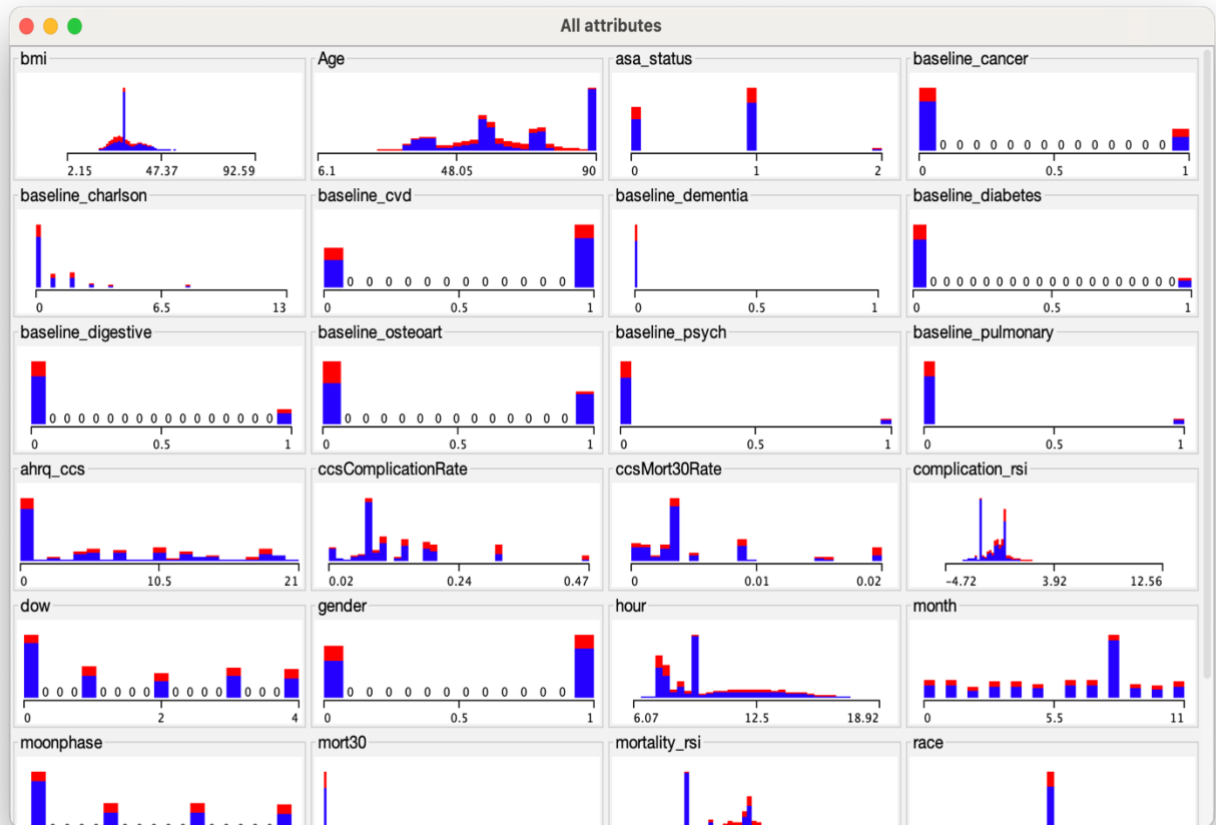 All attributes
bmi
2.15 47.37 92.59
Age
6.1 48.05 90
asa_status
0 1 2
baseline_cancer
0 0 0 0 0 0 0 0 0 0 0 0 0 0
0 0.5 1
baseline_charlson
0 6.5 13
baseline_cvd
0 0 0 0 0 0 0 0 0 0 0 0
0 0.5 1
baseline_dementia
0 0.5 1
baseline_diabetes
0 0 0 0 0 0 0 0 0 0 0 0 0 0 0 0 0 0
0 0.5 1
baseline_digestive
0 0 0 0 0 0 0 0 0 0 0 0 0 0 0
0 0.5 1
baseline_osteoart
0 0 0 0 0 0 0 0 0 0 0 0
0 0.5 1
baseline_psych
0 0.5 1
baseline_pulmonary
0 0.5 1
ahrq_ccs
0 10.5 21
ccsComplicationRate
0.02 0.24 0.47
ccsMort30Rate
0 0.01 0.02
complication_rsi
-4.72 3.92 12.56
dow
0 0 0 0 0 0 0 0 0 0 0 0 0
0 2 4
gender
0 0 0 0 0 0 0 0 0 0 0 0
0 0.5 1
hour
6.07 12.5 18.92
month
0 5.5 11
moonphase
mort30
mortality_rsi
race